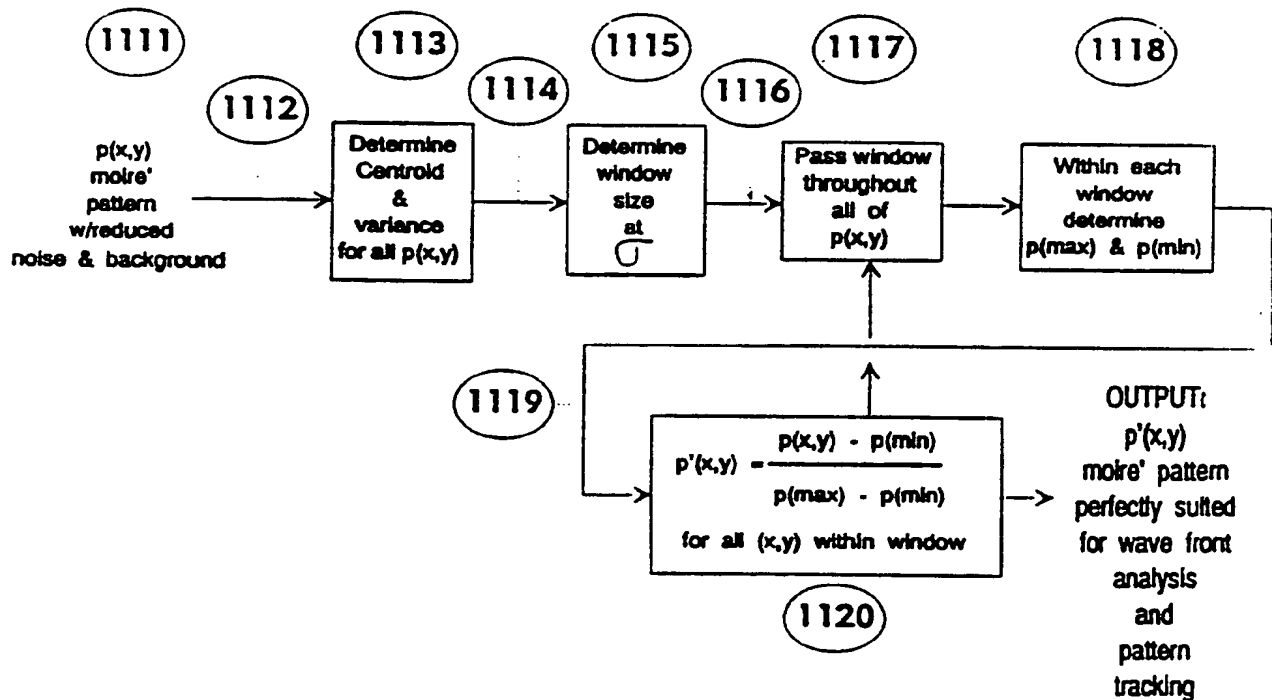 1111
1112
1113
1114
1115
1116
1117
1118
p(x,y)
moire'
pattern
w/reduced
noise & background
Determine
Centroid
&
variance
for all p(x,y)
Determine
window
size
at
σ
Pass window
throughout
all of
p(x,y)
Within each
window
determine
p(max) & p(min)
1119
p'(x,y) = p(x,y) - p(min)
p(max) - p(min)
for all (x,y) within window
1120
OUTPUT:
p'(x,y)
moire' pattern
perfectly suited
for wave front
analysis
and
pattern
tracking